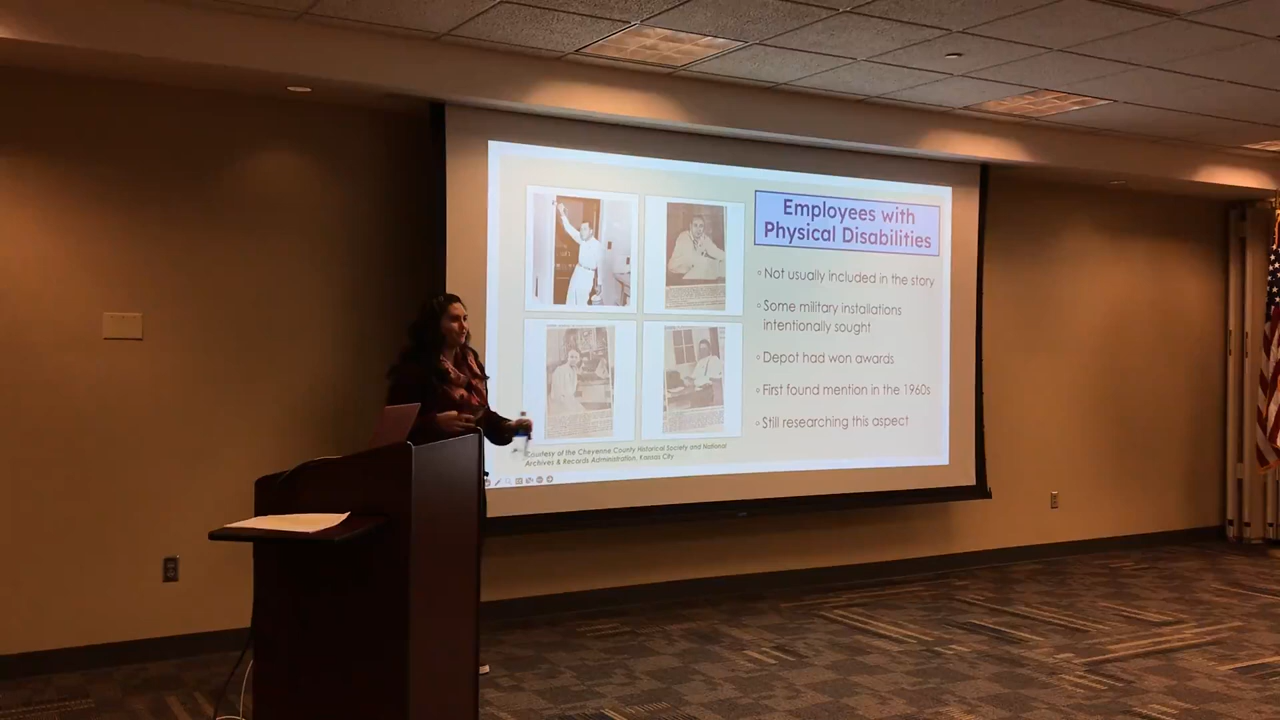 Employees with
Physical Disabilities
Not usually included in the story
Some military installations
intentionally sought
Depot had won awards
First found mention in the 1960s
Still researching this aspect
Courtesy of the Cheyenne County Historical Society and National
Archives & Records Administration, Kansas City